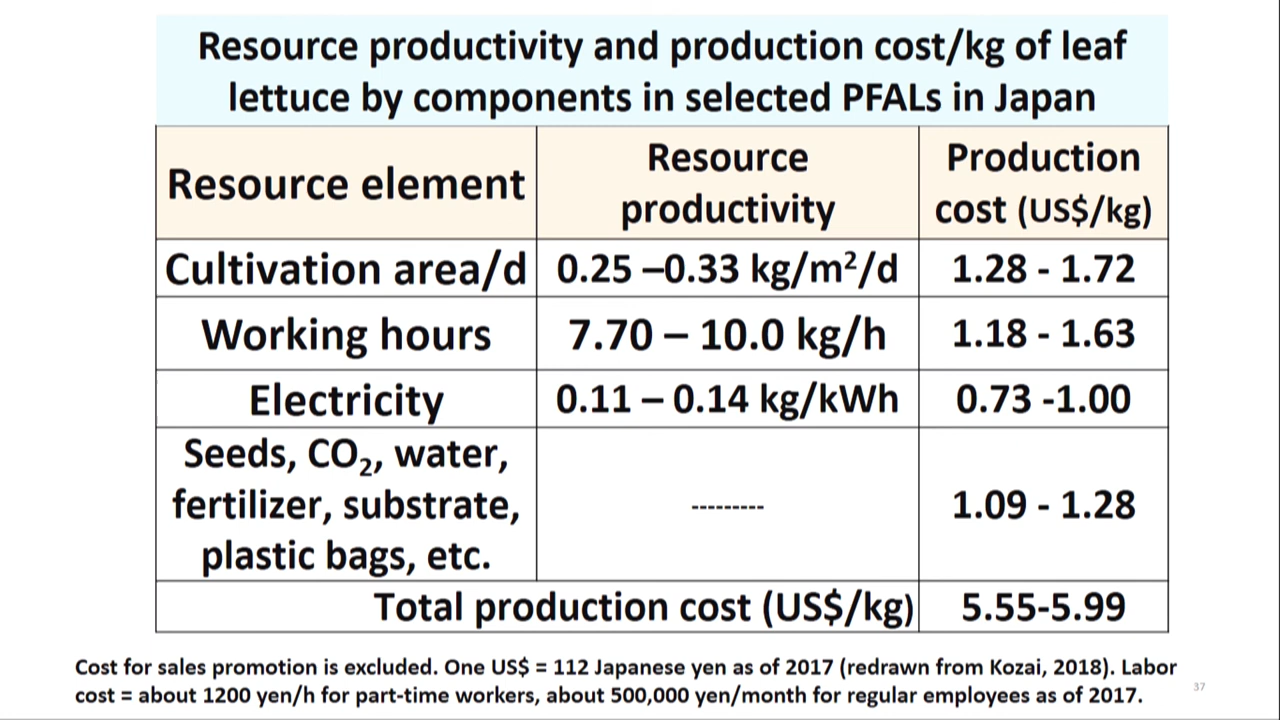 Resource productivity and production cost/kg of leaf
lettuce by components in selected PFALs in Japan
Resource element
Resource
productivity
Production
cost (US$/kg)
Cultivation area/d
0.25 –0.33 kg/m²/d
1.28 - 1.72
Working hours
7.70 – 10.0 kg/h
1.18 - 1.63
Electricity
0.11 – 0.14 kg/kWh
0.73 -1.00
Seeds, CO₂, water,
fertilizer, substrate,
plastic bags, etc.
---------
1.09 - 1.28
Total production cost (US$/kg)
5.55-5.99
Cost for sales promotion is excluded. One US$ = 112 Japanese yen as of 2017 (redrawn from Kozai, 2018). Labor
cost = about 1200 yen/h for part-time workers, about 500,000 yen/month for regular employees as of 2017.
37